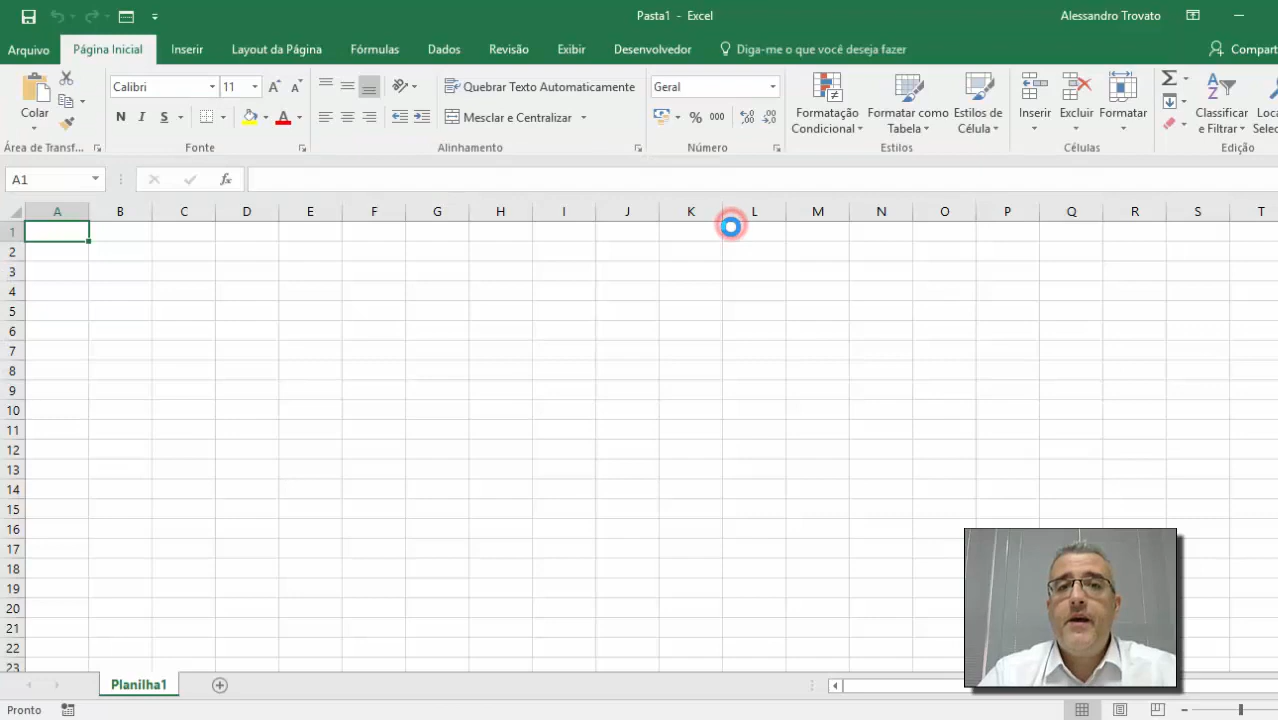 Pasta1 - Excel
Alessandro Trovato
Arquivo Página Inicial Inserir Layout da Página Fórmulas Dados Revisão Exibir Desenvolvedor Diga-me o que você deseja fazer Compart
Colar
Área de Transf...
Calibri 11
N I S A
Fonte
Quebrar Texto Automaticamente
Mesclar e Centralizar
Alinhamento
Geral
% 000
Número
Formatação Condicional
Formatar como Tabela
Estilos de Célula
Estilos
Inserir
Excluir
Formatar
Células
Classificar e Filtrar
Loca
Selec
Edição
A1 fx
A B C D E F G H I J K L M N O P Q R S T
1
2
3
4
5
6
7
8
9
10
11
12
13
14
15
16
17
18
19
20
21
22
23
Planilha1
Pronto